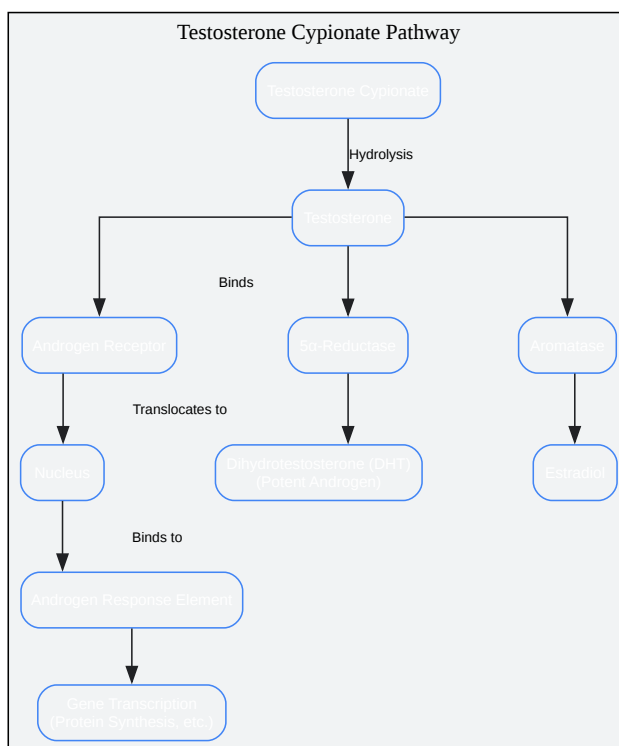 Testosterone Cypionate Pathway
Testosterone Cypionate
Hydrolysis
Testosterone
Binds
Androgen Receptor
5α-Reductase
Aromatase
Translocates to
Nucleus
Dihydrotestosterone (DHT)
(Potent Androgen)
Estradiol
Binds to
Androgen Response Element
Gene Transcription
(Protein Synthesis, etc.)